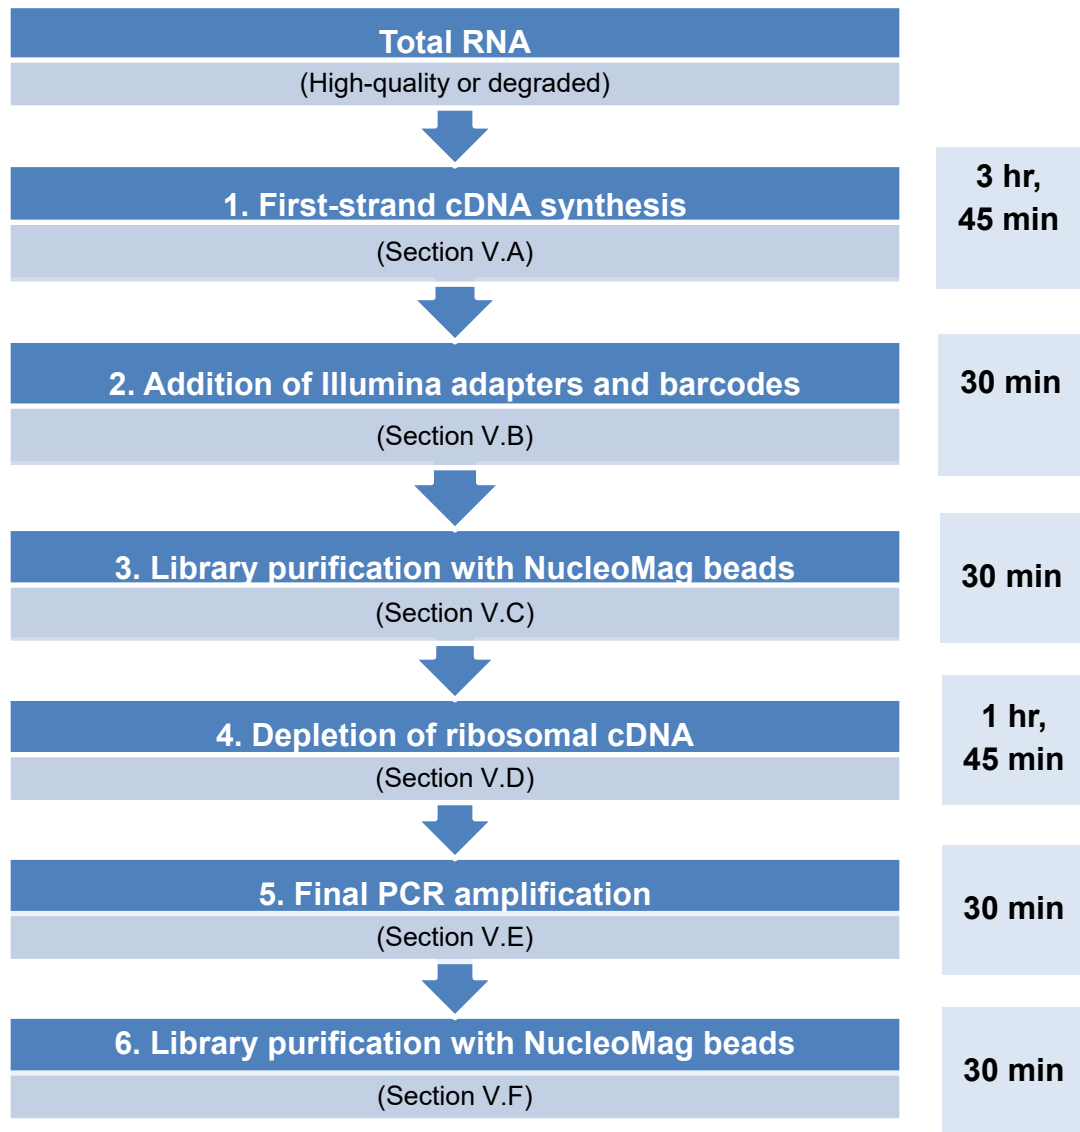 Total RNA
(High-quality or degraded)
1. First-strand cDNA synthesis
(Section V.A)
3 hr,
45 min
2. Addition of Illumina adapters and barcodes
(Section V.B)
30 min
3. Library purification with NucleoMag beads
(Section V.C)
30 min
4. Depletion of ribosomal cDNA
(Section V.D)
1 hr,
45 min
5. Final PCR amplification
(Section V.E)
30 min
6. Library purification with NucleoMag beads
(Section V.F)
30 min